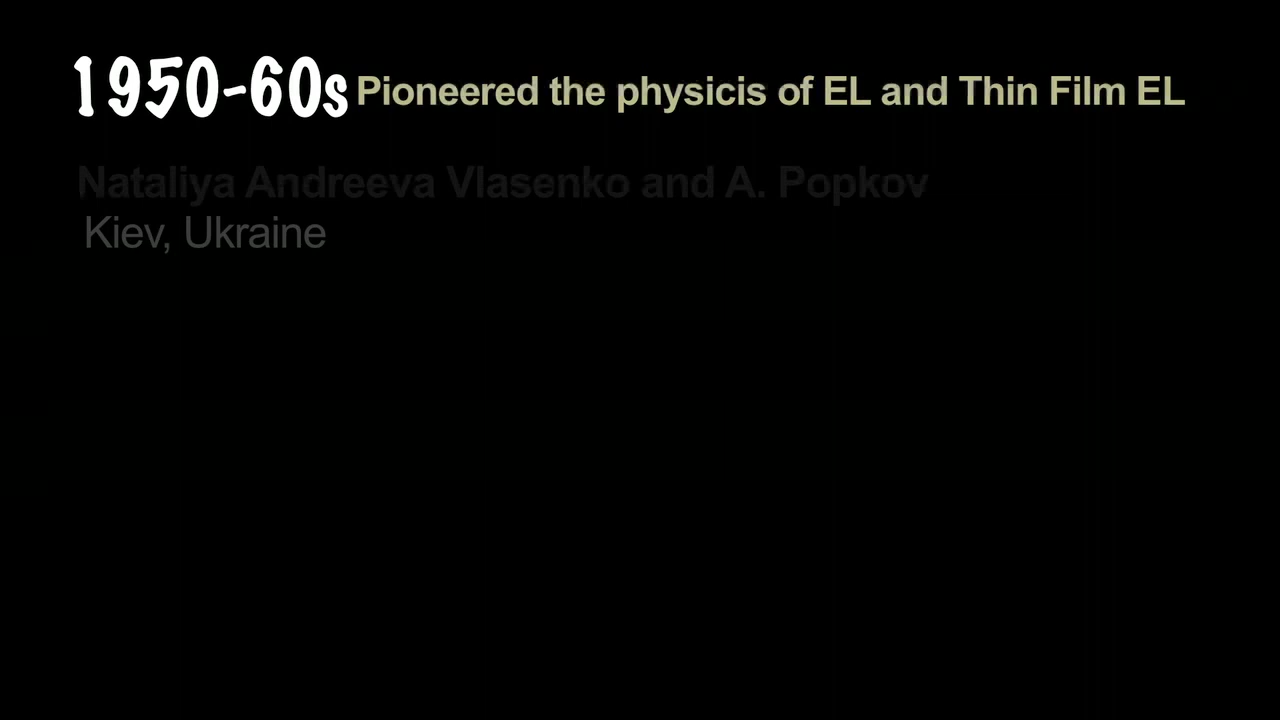 1950-60s Pioneered the physicis of EL and Thin Film EL
Nataliya Andreeva Vlasenko and A. Popkov
Kiev, Ukraine